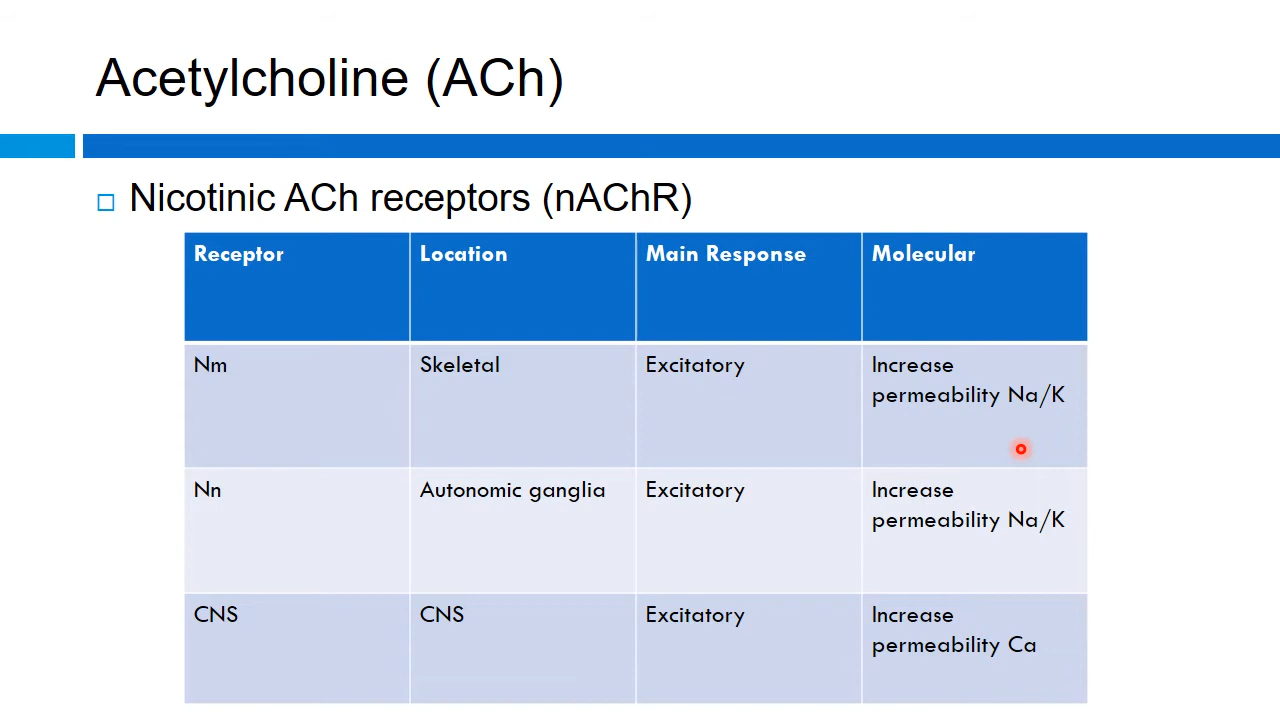 Acetylcholine (ACh)
Nicotinic ACh receptors (nAChR)
Receptor Location Main Response Molecular
Nm Skeletal Excitatory Increase
permeability Na/K
Nn Autonomic ganglia Excitatory Increase
permeability Na/K
CNS CNS Excitatory Increase
permeability Ca